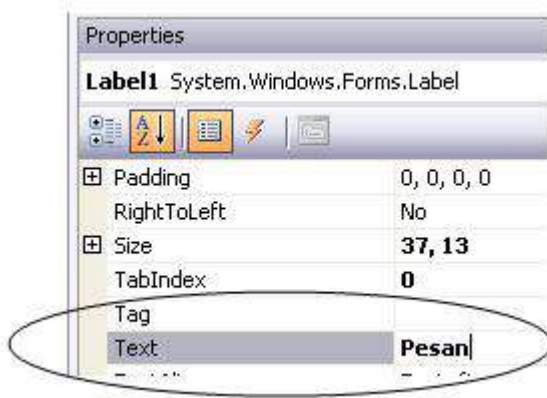 Properties
Label1 System.Windows.Forms.Label
Padding 0, 0, 0, 0
RightToLeft No
Size 37, 13
TabIndex 0
Tag
Text Pesan